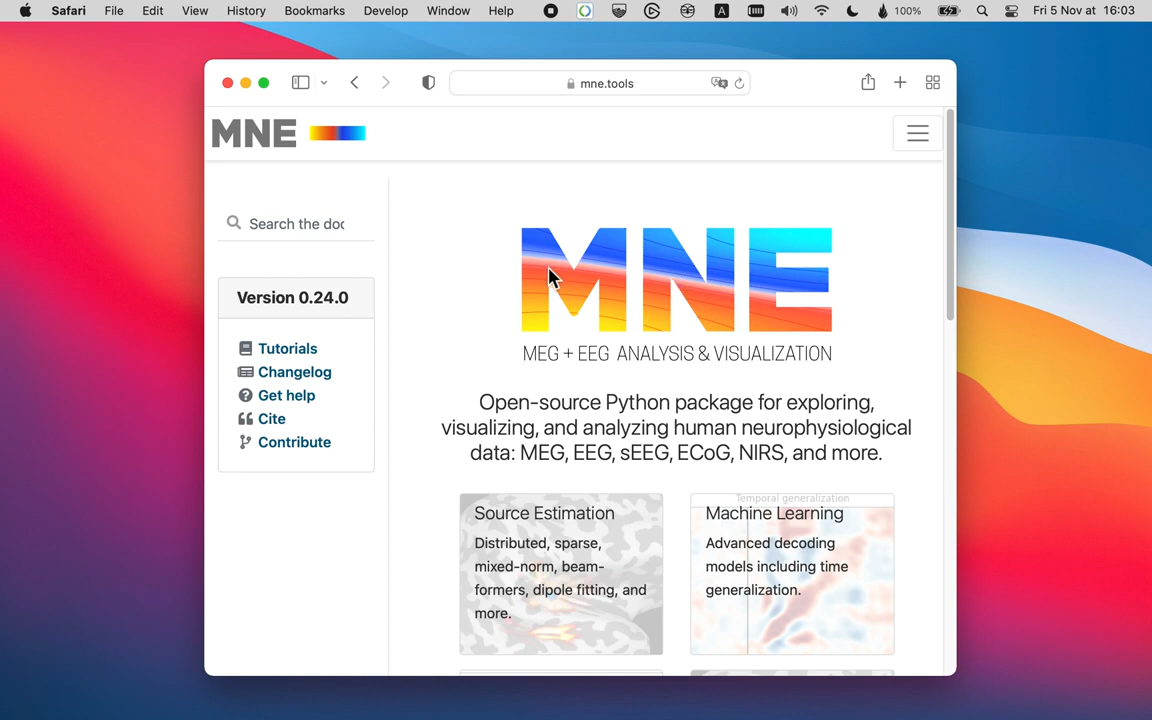 Safari File Edit View History Bookmarks Develop Window Help A 100% Fri 5 Nov at 16:03
mne.tools
MNE
Search the doc
Version 0.24.0
Tutorials
Changelog
Get help
Cite
Contribute
MNE
MEG + EEG ANALYSIS & VISUALIZATION
Open-source Python package for exploring,
visualizing, and analyzing human neurophysiological
data: MEG, EEG, sEEG, ECoG, NIRS, and more.
Source Estimation
Distributed, sparse,
mixed-norm, beam-
formers, dipole fitting, and
more.
Temporal generalization
Machine Learning
Advanced decoding
models including time
generalization.